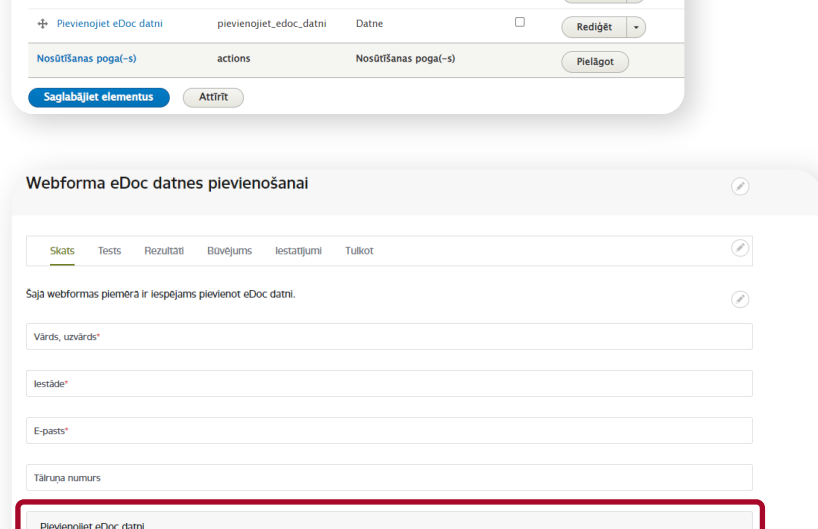 Pievienojiet eDoc datni pievienojiet_edoc_datni Datne Rediģēt
Nosūtīšanas poga(-s) actions Nosūtīšanas poga(-s) Pielāgot
Saglabājiet elementus Attīrīt
Webforma eDoc datnes pievienošanai
Skats Tests Rezultāti Būvējums Iestatījumi Tulkot
Šajā webformas piemērā ir iespējams pievienot eDoc datni.
Vārds, uzvārds*
Iestāde*
E-pasts*
Tālruņa numurs
Pievienojiet eDoc datni